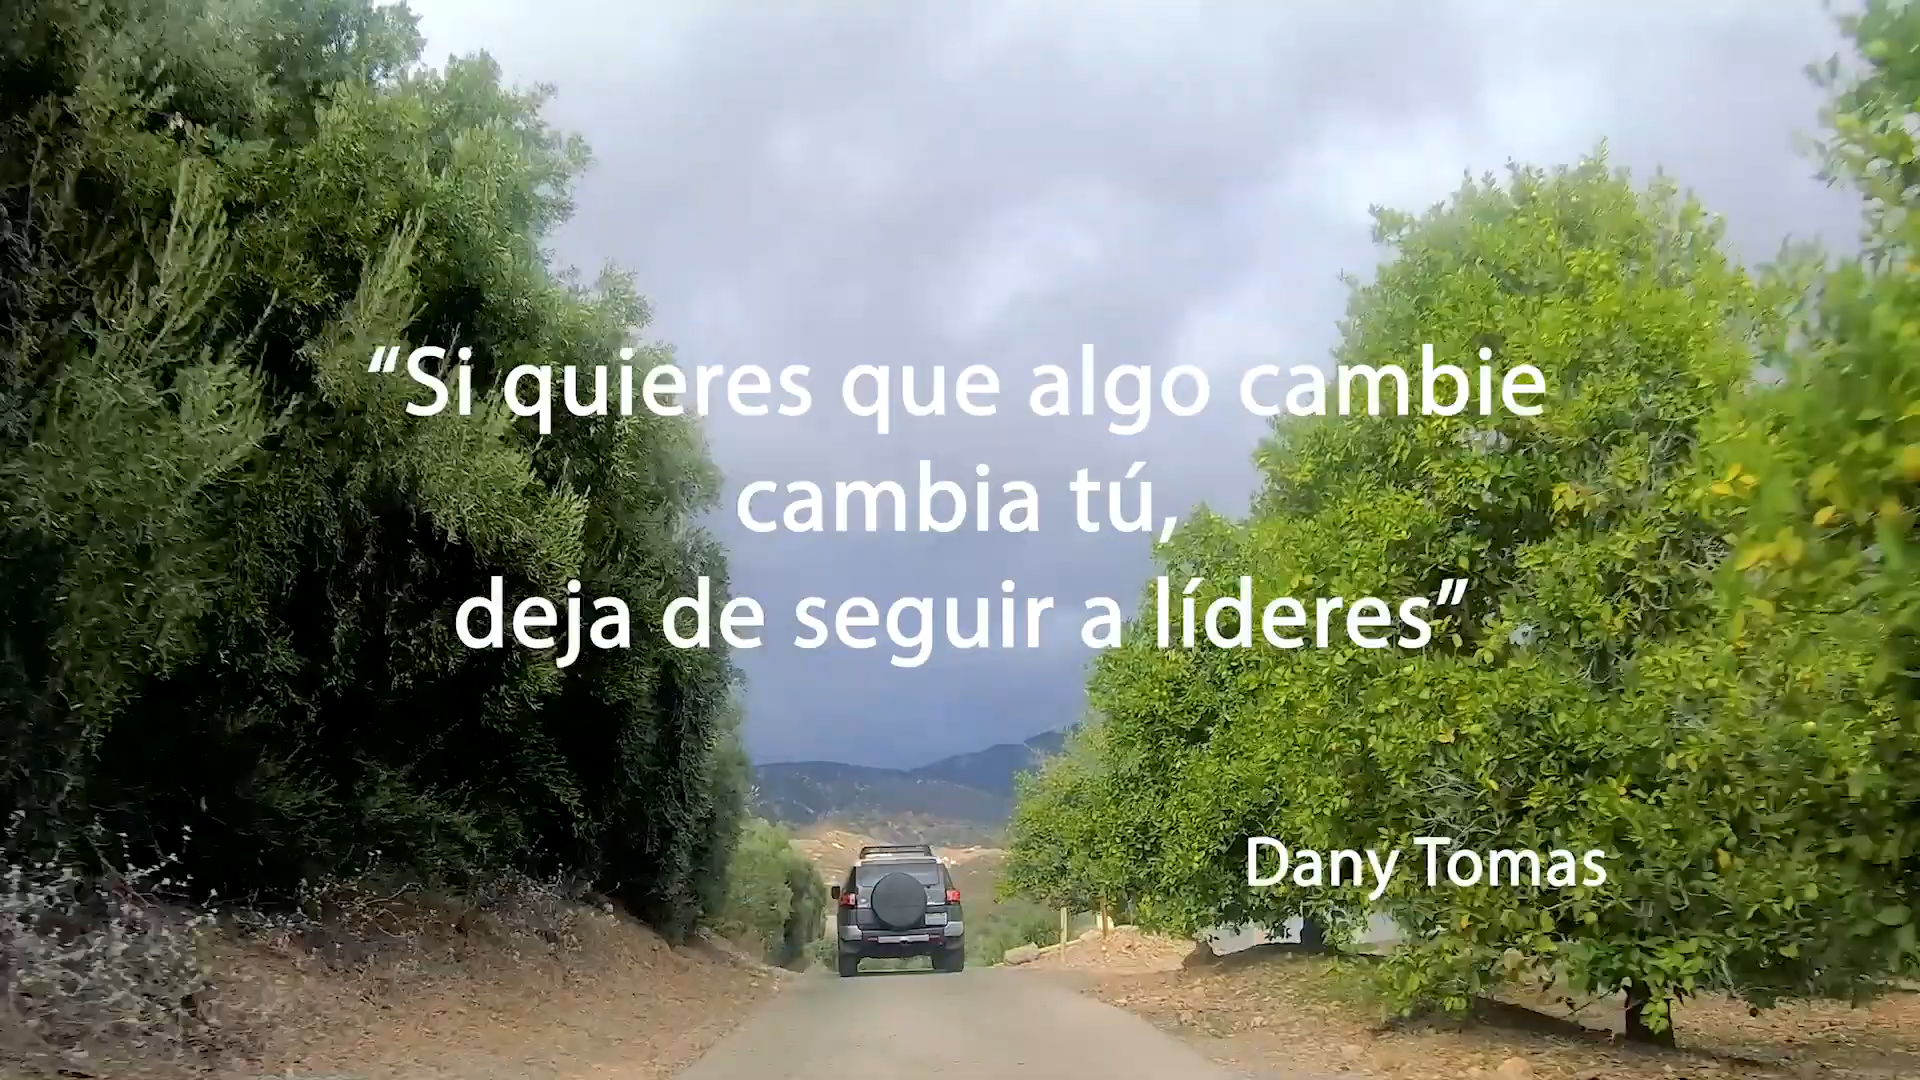 “Si quieres que algo cambie
cambia tú,
deja de seguir a líderes”
Dany Tomas